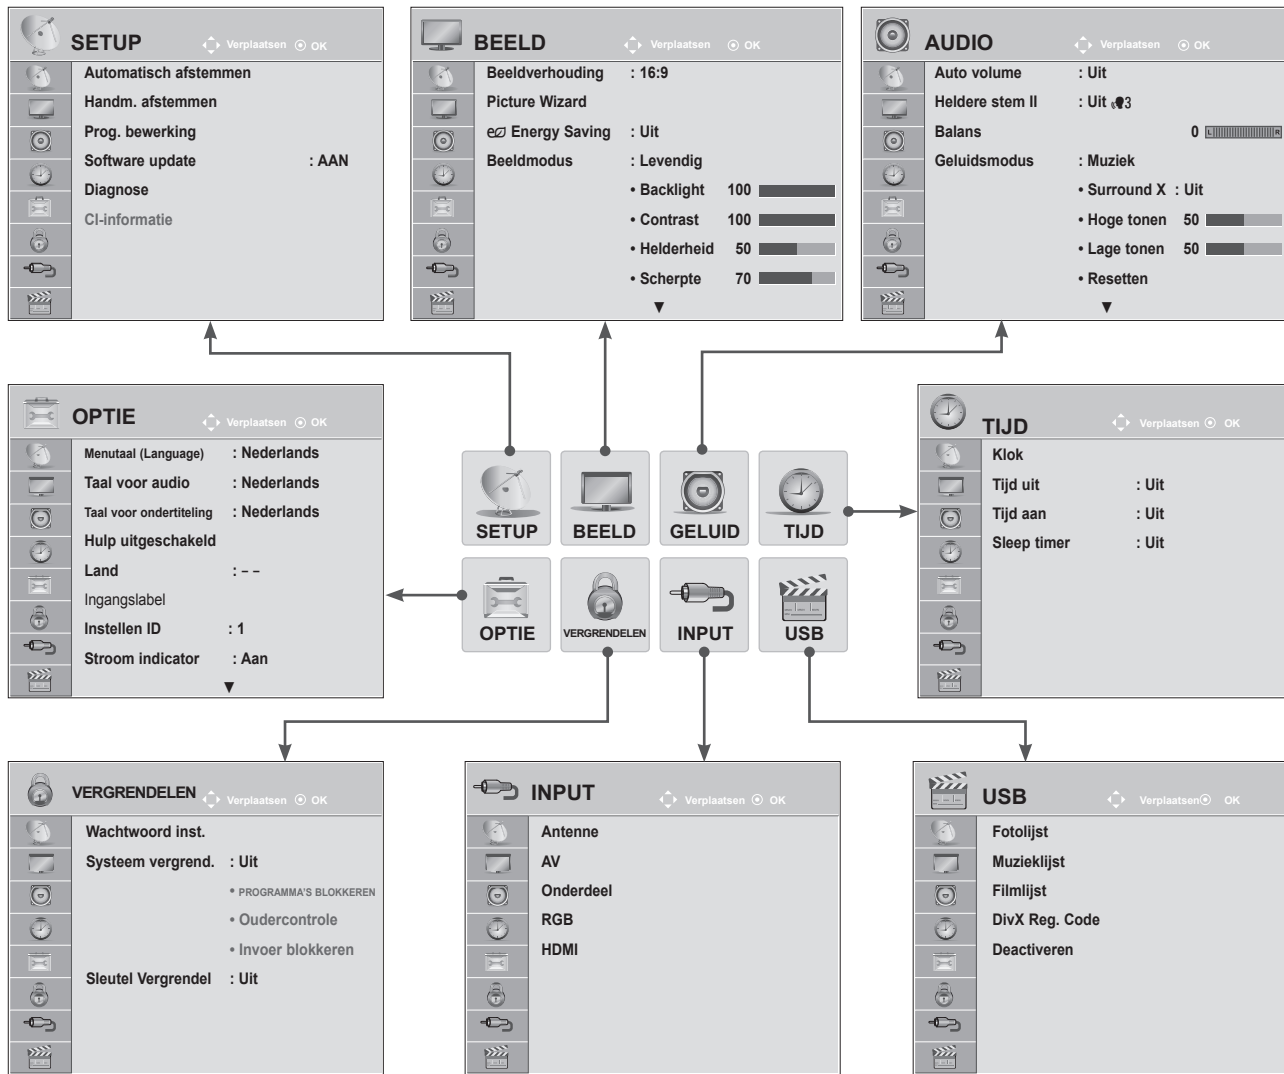 SETUP Verplaatsen OK
Automatisch afstemmen
Handm. afstemmen
Prog. bewerking
Software update : AAN
Diagnose
CI-informatie
BEELD Verplaatsen OK
Beeldverhouding : 16:9
Picture Wizard
e Energy Saving : Uit
Beeldmodus : Levendig
• Backlight 100
• Contrast 100
• Helderheid 50
• Scherpte 70
▼
AUDIO Verplaatsen OK
Auto volume : Uit
Heldere stem II : Uit 3
Balans 0 L R
Geluidsmodus : Muziek
• Surround X : Uit
• Hoge tonen 50
• Lage tonen 50
• Resetten
▼
OPTIE Verplaatsen OK
Menutaal (Language) : Nederlands
Taal voor audio : Nederlands
Taal voor ondertiteling : Nederlands
Hulp uitgeschakeld
Land : – –
Ingangslabel
Instellen ID : 1
Stroom indicator : Aan
▼
SETUP
BEELD
GELUID
TIJD
OPTIE
VERGRENDELEN
INPUT
USB
TIJD Verplaatsen OK
Klok
Tijd uit : Uit
Tijd aan : Uit
Sleep timer : Uit
VERGRENDELEN Verplaatsen OK
Wachtwoord inst.
Systeem vergrend. : Uit
• PROGRAMMA'S BLOKKEREN
• Oudercontrole
• Invoer blokkeren
Sleutel Vergrendel : Uit
INPUT Verplaatsen OK
Antenne
AV
Onderdeel
RGB
HDMI
USB Verplaatsen OK
Fotolijst
Muzieklijst
Filmlijst
DivX Reg. Code
Deactiveren